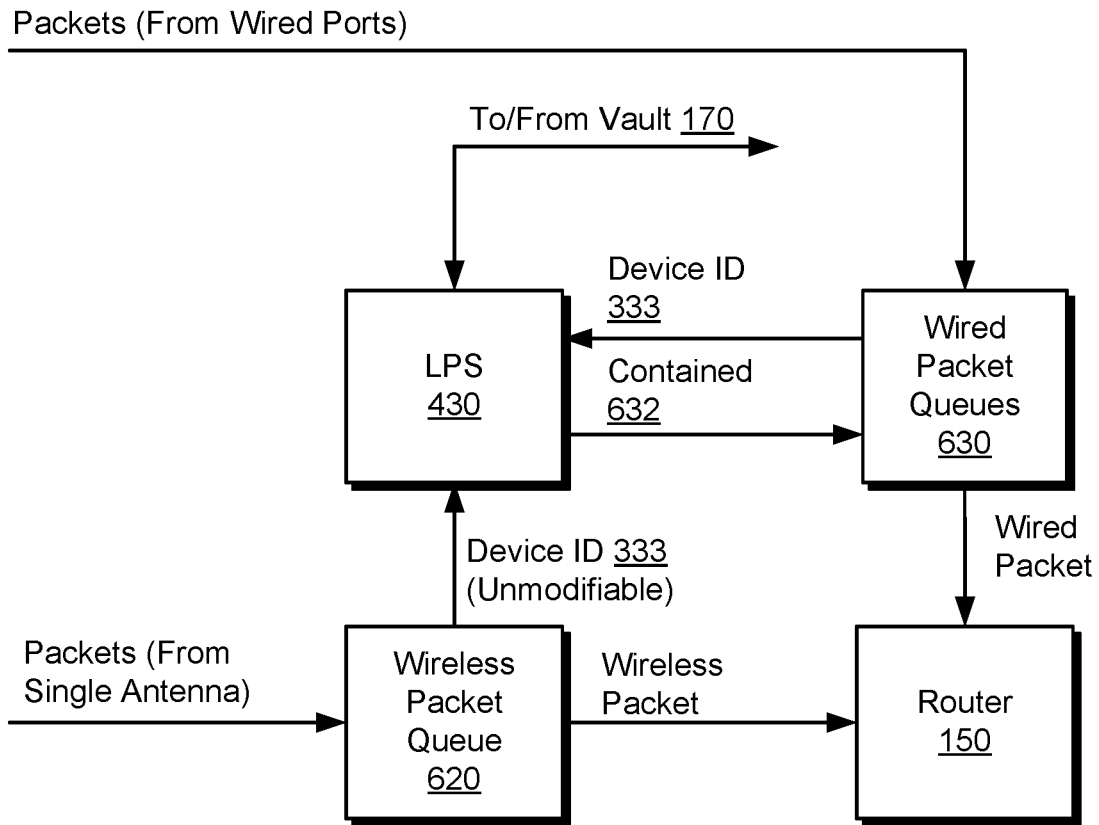 Packets (From Wired Ports)
To/From Vault 170
Device ID
333
Wired
Packet
Queues
630
LPS
430
Contained
632
Wired
Packet
Device ID 333
(Unmodifiable)
Packets (From
Single Antenna)
Wireless
Packet
Queue
620
Wireless
Packet
Router
150